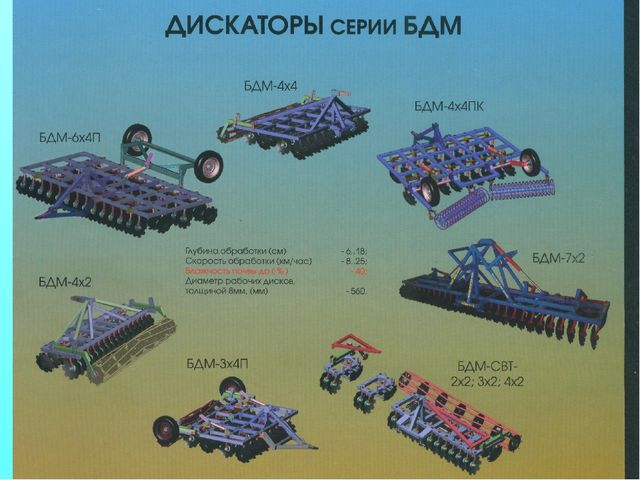 ДИСКАТОРЫ СЕРИИ БДМ
БДМ-4х4
БДМ-4х4ПК
БДМ-6х4П
Глубина обработки (см) - 6..18;
Скарость обработки (км/час) - 8..25;
Влажность почвы до (%) - 40;
Диаметр рабочих дисков,
толщиной 8мм, (мм) - 560.
БДМ-7х2
БДМ-4х2
БДМ-3х4П
БДМ-СВТ-
2х2; 3х2; 4х2